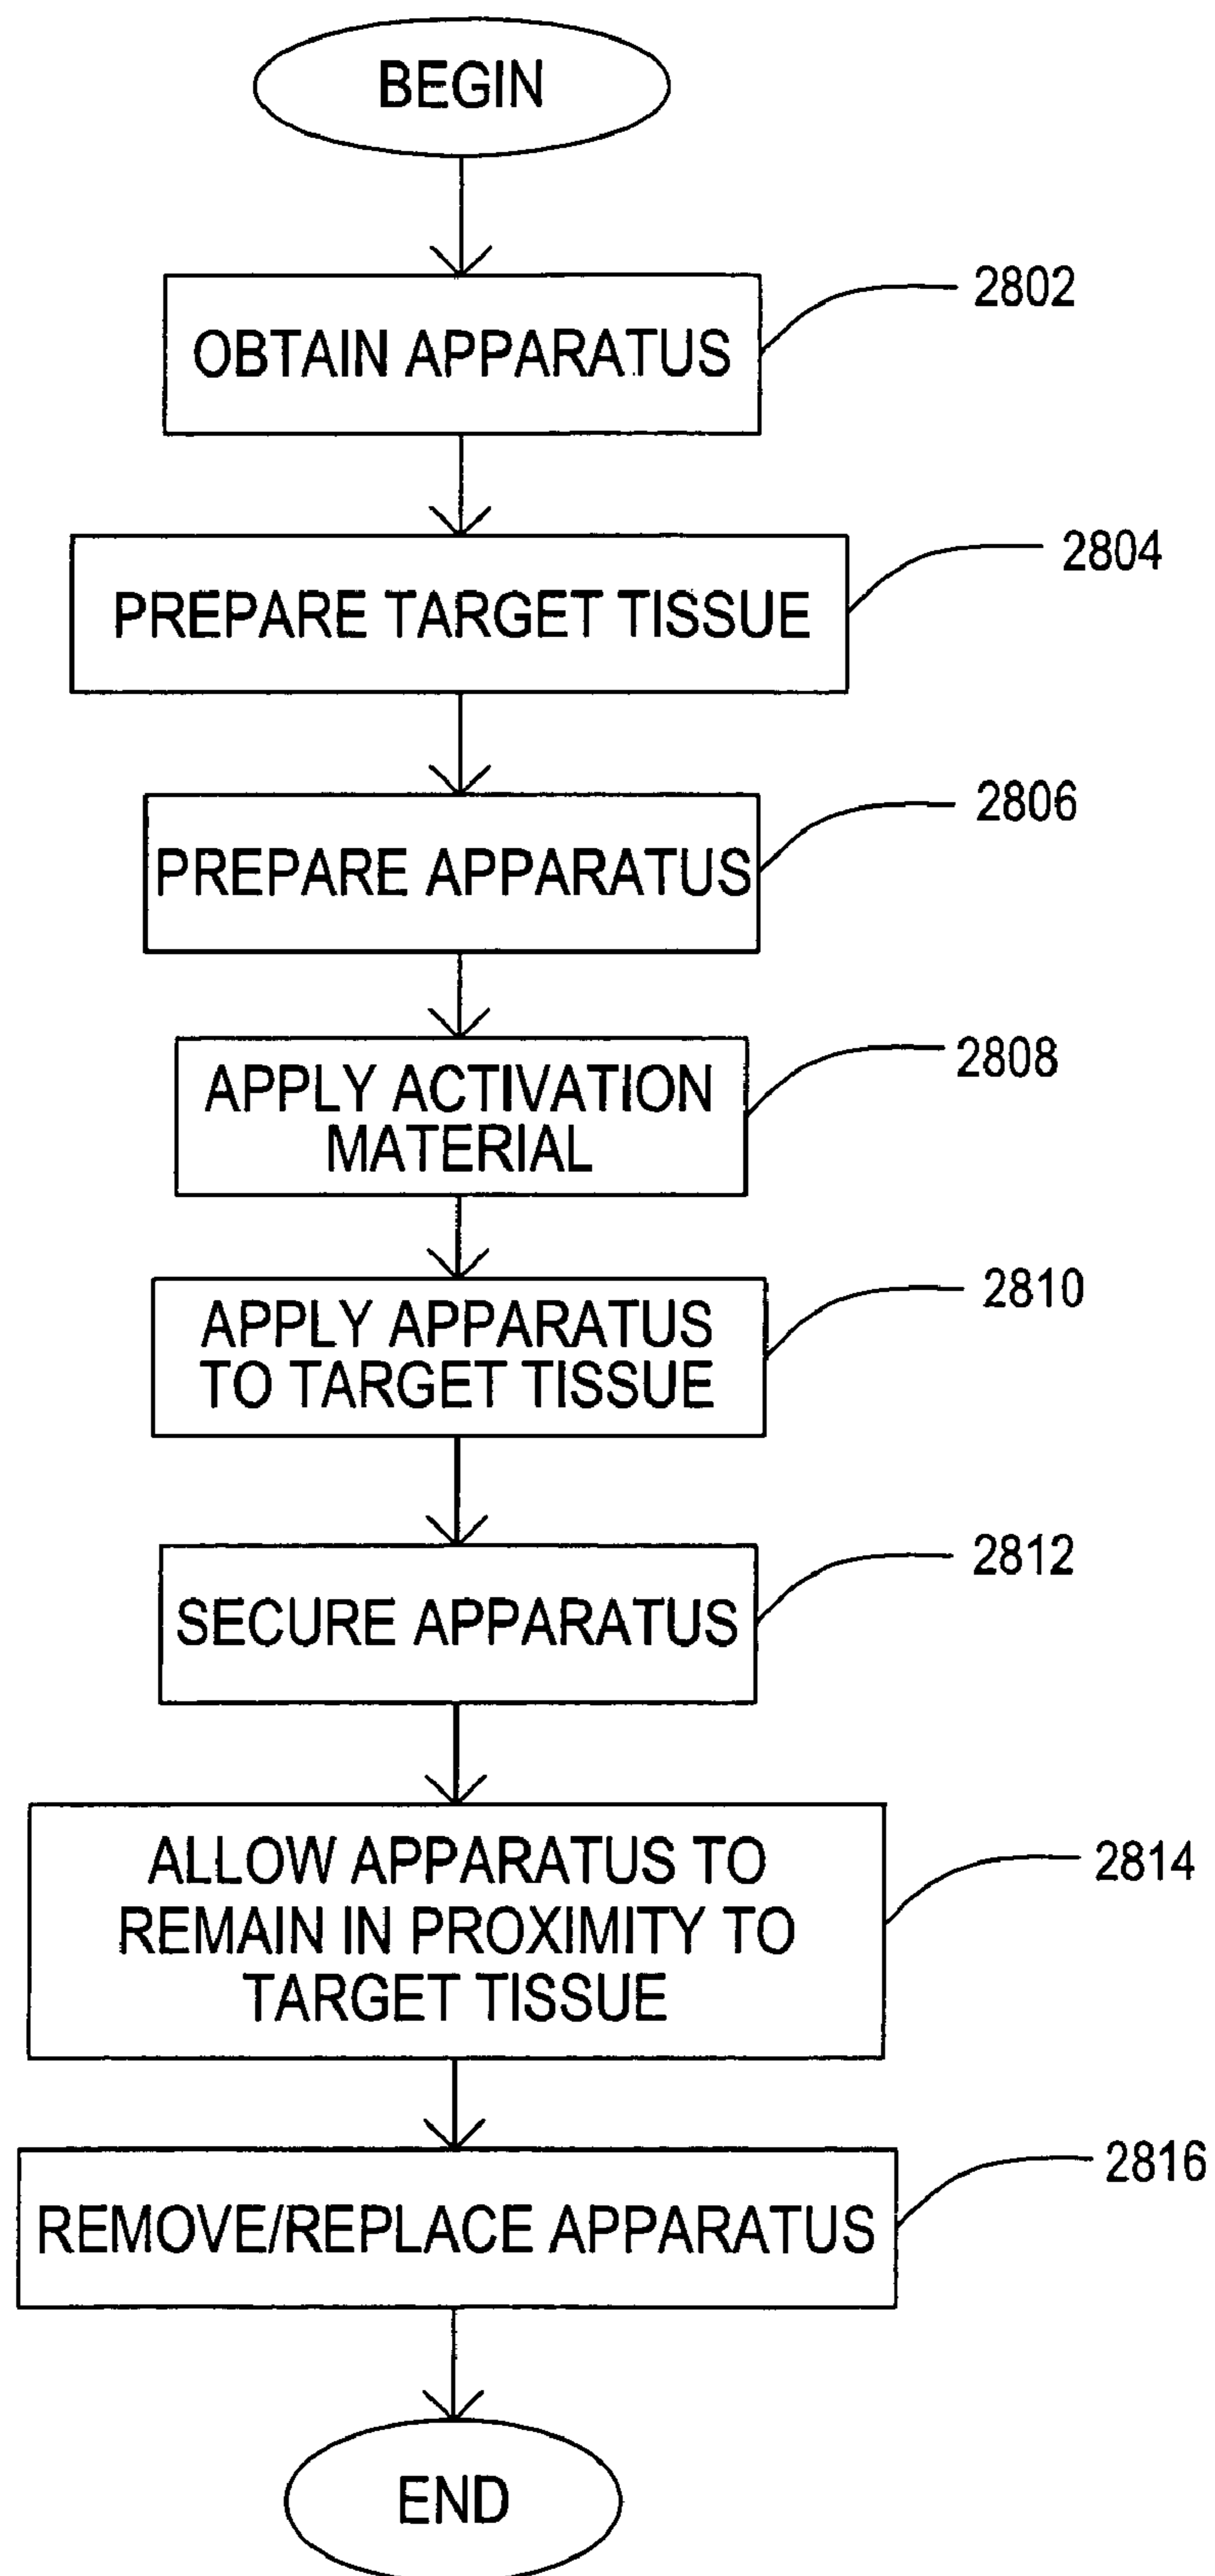 BEGIN
OBTAIN APPARATUS
2802
PREPARE TARGET TISSUE
2804
PREPARE APPARATUS
2806
APPLY ACTIVATION
MATERIAL
2808
APPLY APPARATUS
TO TARGET TISSUE
2810
SECURE APPARATUS
2812
ALLOW APPARATUS TO
REMAIN IN PROXIMITY TO
TARGET TISSUE
2814
REMOVE/REPLACE APPARATUS
2816
END